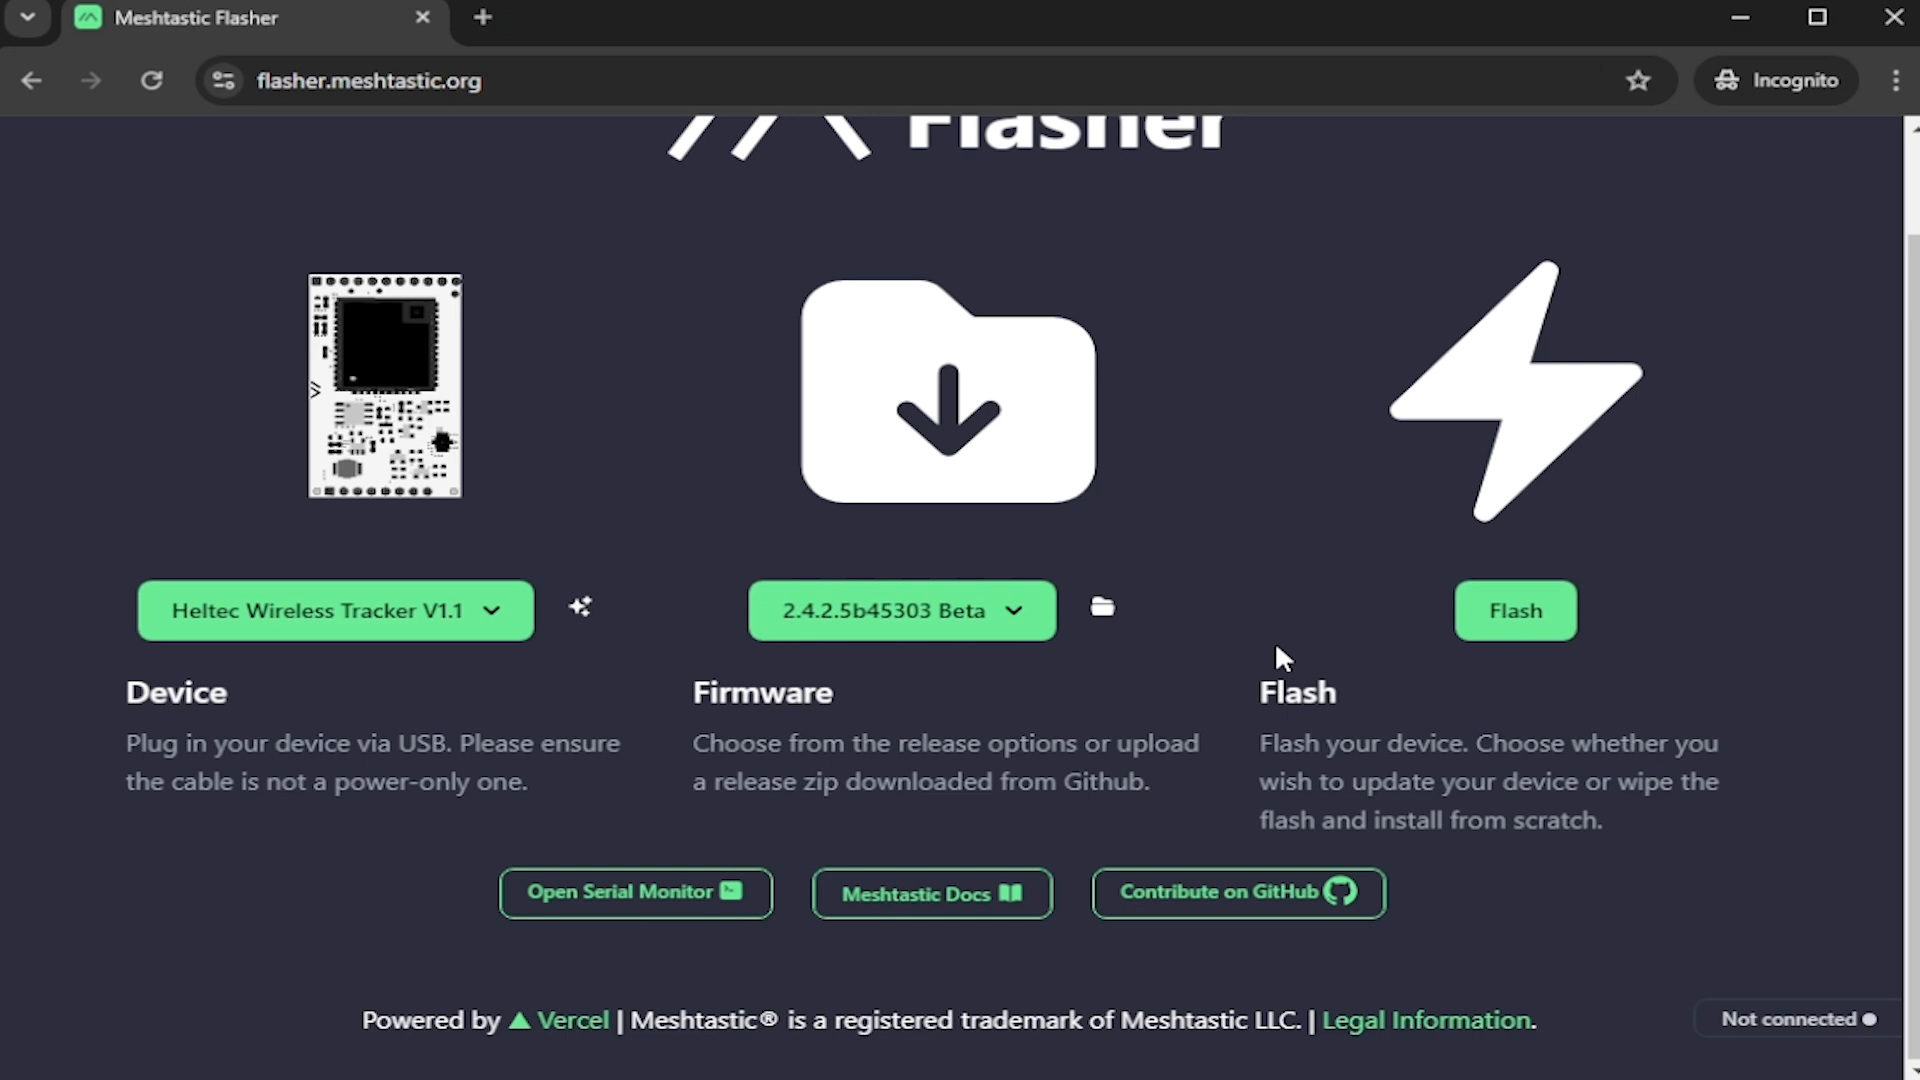 Meshtastic Flasher
flasher.meshtastic.org
Incognito
Flasher
Heltec Wireless Tracker V1.1
2.4.2.5b45303 Beta
Flash
Device
Plug in your device via USB. Please ensure
the cable is not a power-only one.
Firmware
Choose from the release options or upload
a release zip downloaded from Github.
Flash
Flash your device. Choose whether you
wish to update your device or wipe the
flash and install from scratch.
Open Serial Monitor
Meshtastic Docs
Contribute on GitHub
Powered by ▲ Vercel | Meshtastic® is a registered trademark of Meshtastic LLC. | Legal Information.
Not connected